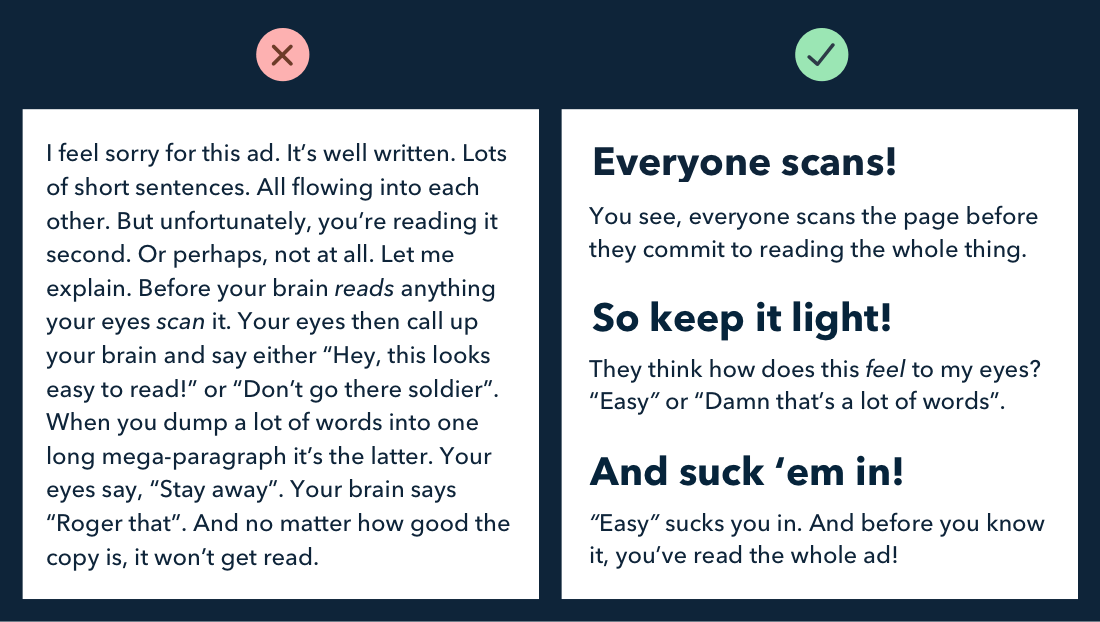 I feel sorry for this ad. It’s well written. Lots
of short sentences. All flowing into each
other. But unfortunately, you’re reading it
second. Or perhaps, not at all. Let me
explain. Before your brain reads anything
your eyes scan it. Your eyes then call up
your brain and say either “Hey, this looks
easy to read!” or “Don’t go there soldier”.
When you dump a lot of words into one
long mega-paragraph it’s the latter. Your
eyes say, “Stay away”. Your brain says
“Roger that”. And no matter how good the
copy is, it won’t get read.
Everyone scans!
You see, everyone scans the page before
they commit to reading the whole thing.
So keep it light!
They think how does this feel to my eyes?
“Easy” or “Damn that’s a lot of words”.
And suck ‘em in!
“Easy” sucks you in. And before you know
it, you’ve read the whole ad!